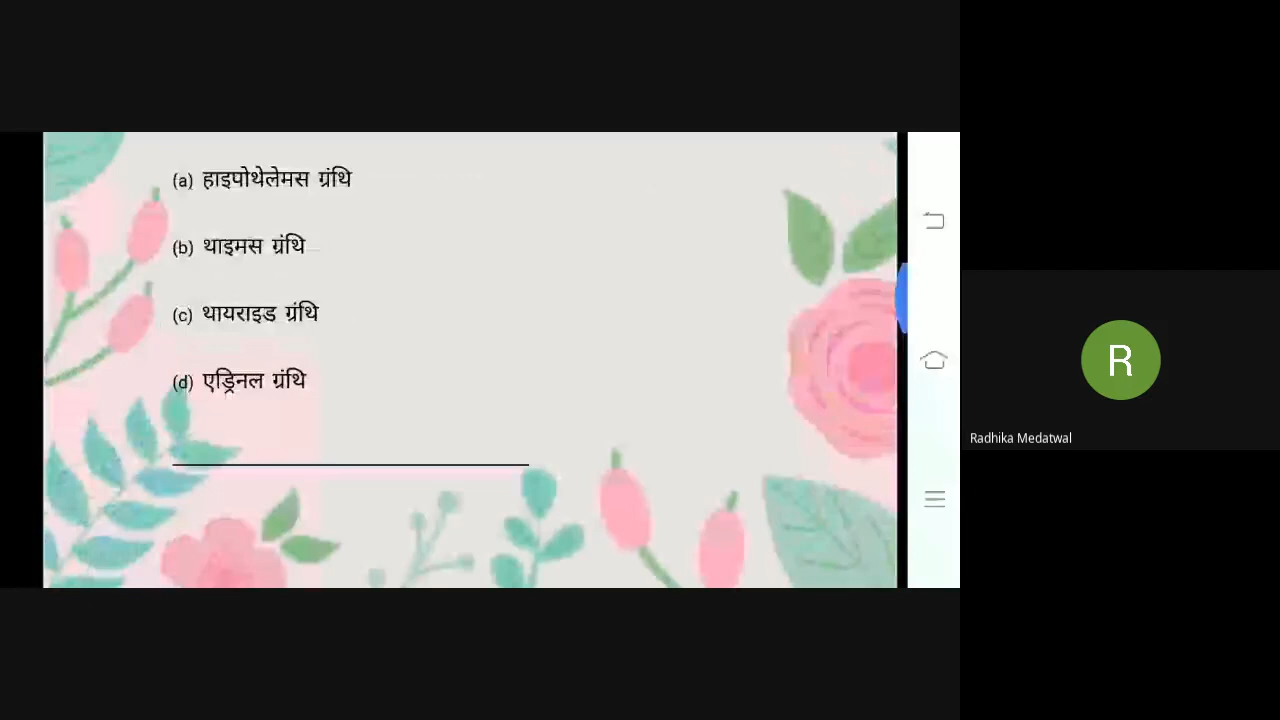 (a) हाइपोथेलेमस ग्रंथि
(b) थाइमस ग्रंथि
(c) थायराइड ग्रंथि
(d) एड्रिनल ग्रंथि
R
Radhika Medatwal